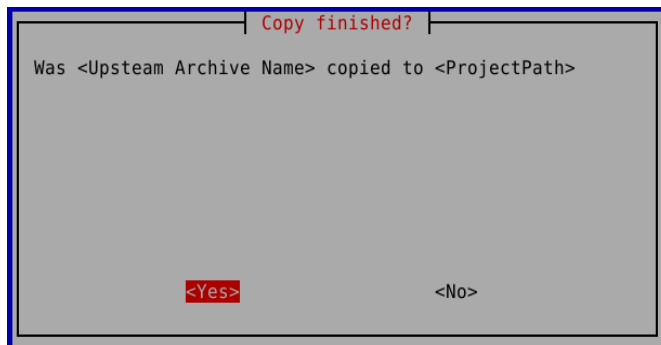 Copy finished?
Was <Upsteam Archive Name> copied to <ProjectPath>
<Yes> <No>